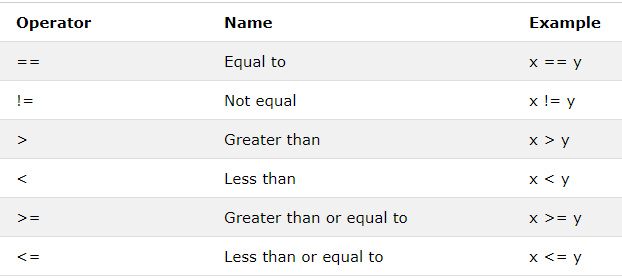 Operator Name Example
== Equal to x == y
!= Not equal x != y
> Greater than x > y
< Less than x < y
>= Greater than or equal to x >= y
<= Less than or equal to x <= y